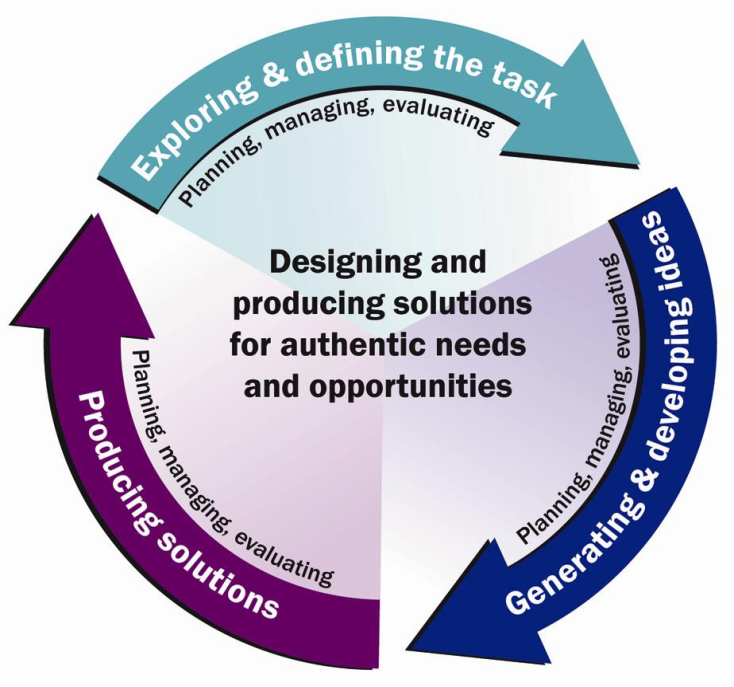 Exploring & defining the task
Planning, managing, evaluating
Designing and
producing solutions
for authentic needs
and opportunities
Generating & developing ideas
Planning, managing, evaluating
Producing solutions
Planning, managing, evaluating